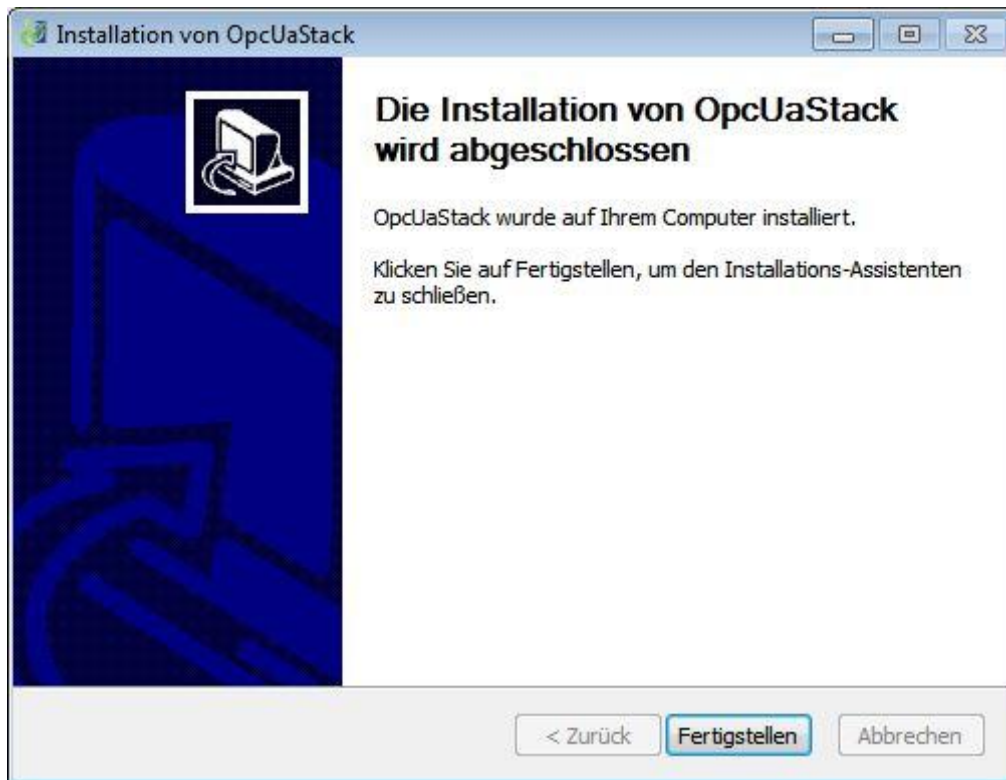 Installation von OpcUaStack
Die Installation von OpcUaStack
wird abgeschlossen
OpcUaStack wurde auf Ihrem Computer installiert.
Klicken Sie auf Fertigstellen, um den Installations-Assistenten
zu schließen.
< Zurück Fertigstellen Abbrechen